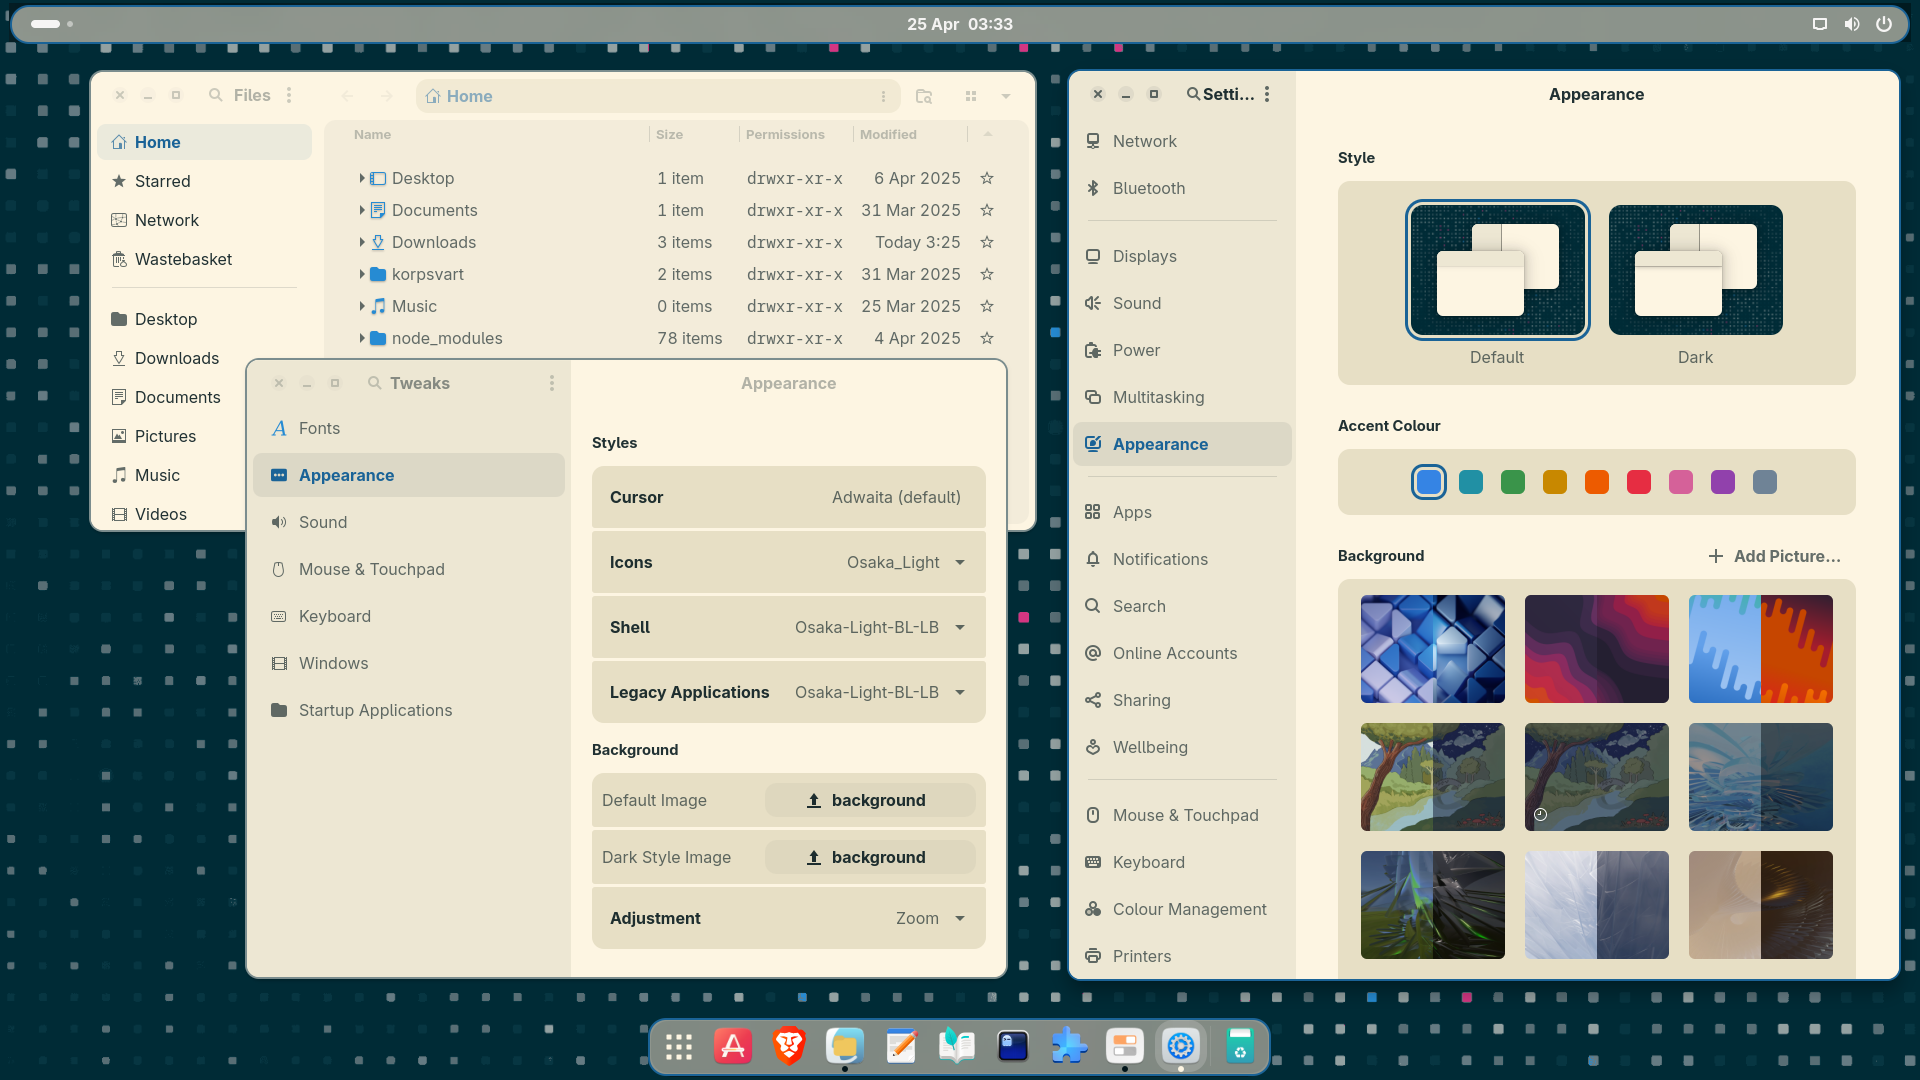 25 Apr 03:33
Files
Home
Home
Starred
Network
Wastebasket
Desktop
Downloads
Documents
Pictures
Music
Videos
Name Size Permissions Modified
Desktop 1 item drwxr-xr-x 6 Apr 2025
Documents 1 item drwxr-xr-x 31 Mar 2025
Downloads 3 items drwxr-xr-x Today 3:25
korpsvart 2 items drwxr-xr-x 31 Mar 2025
Music 0 items drwxr-xr-x 25 Mar 2025
node_modules 78 items drwxr-xr-x 4 Apr 2025
Tweaks
Fonts
Appearance
Sound
Mouse & Touchpad
Keyboard
Windows
Startup Applications
Appearance
Styles
Cursor Adwaita (default)
Icons Osaka_Light
Shell Osaka-Light-BL-LB
Legacy Applications Osaka-Light-BL-LB
Background
Default Image background
Dark Style Image background
Adjustment Zoom
Setti...
Network
Bluetooth
Displays
Sound
Power
Multitasking
Appearance
Apps
Notifications
Search
Online Accounts
Sharing
Wellbeing
Mouse & Touchpad
Keyboard
Colour Management
Printers
Appearance
Style
Default Dark
Accent Colour
Background Add Picture...